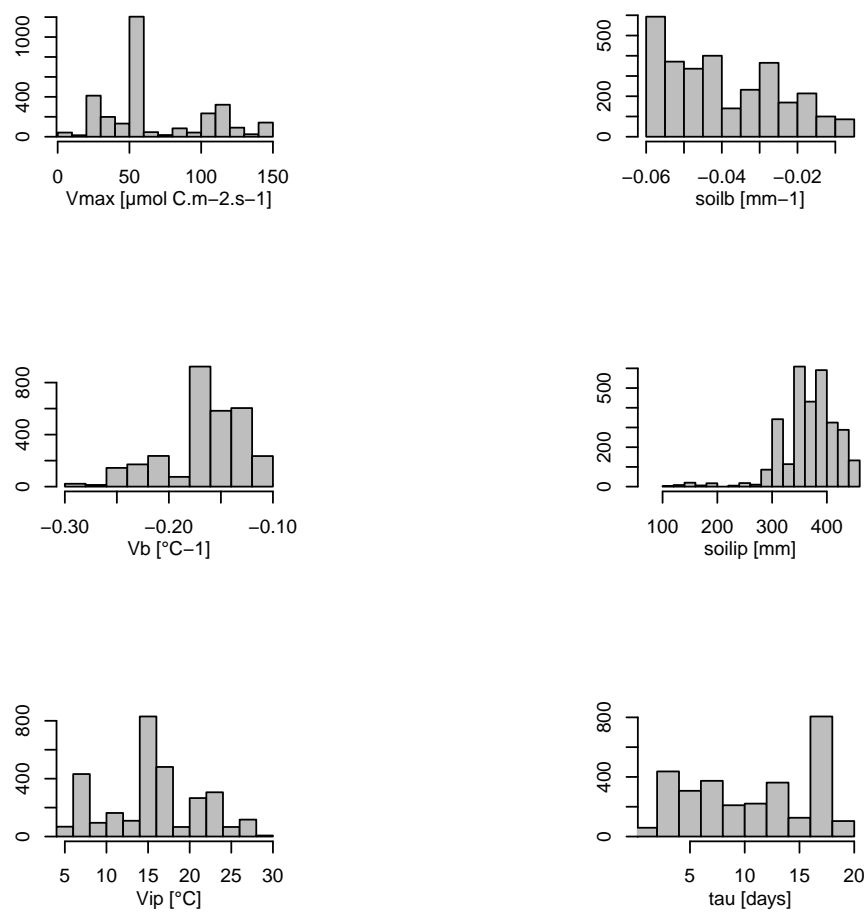 0 400 1000
0 50 100 150
Vmax [µmol C.m−2.s−1]
0 200 500
−0.06 −0.04 −0.02
soilb [mm−1]
0 400 800
−0.30 −0.20 −0.10
Vb [°C−1]
0 200 500
100 200 300 400
soilip [mm]
0 400 800
5 10 15 20 25 30
Vip [°C]
0 400 800
5 10 15 20
tau [days]